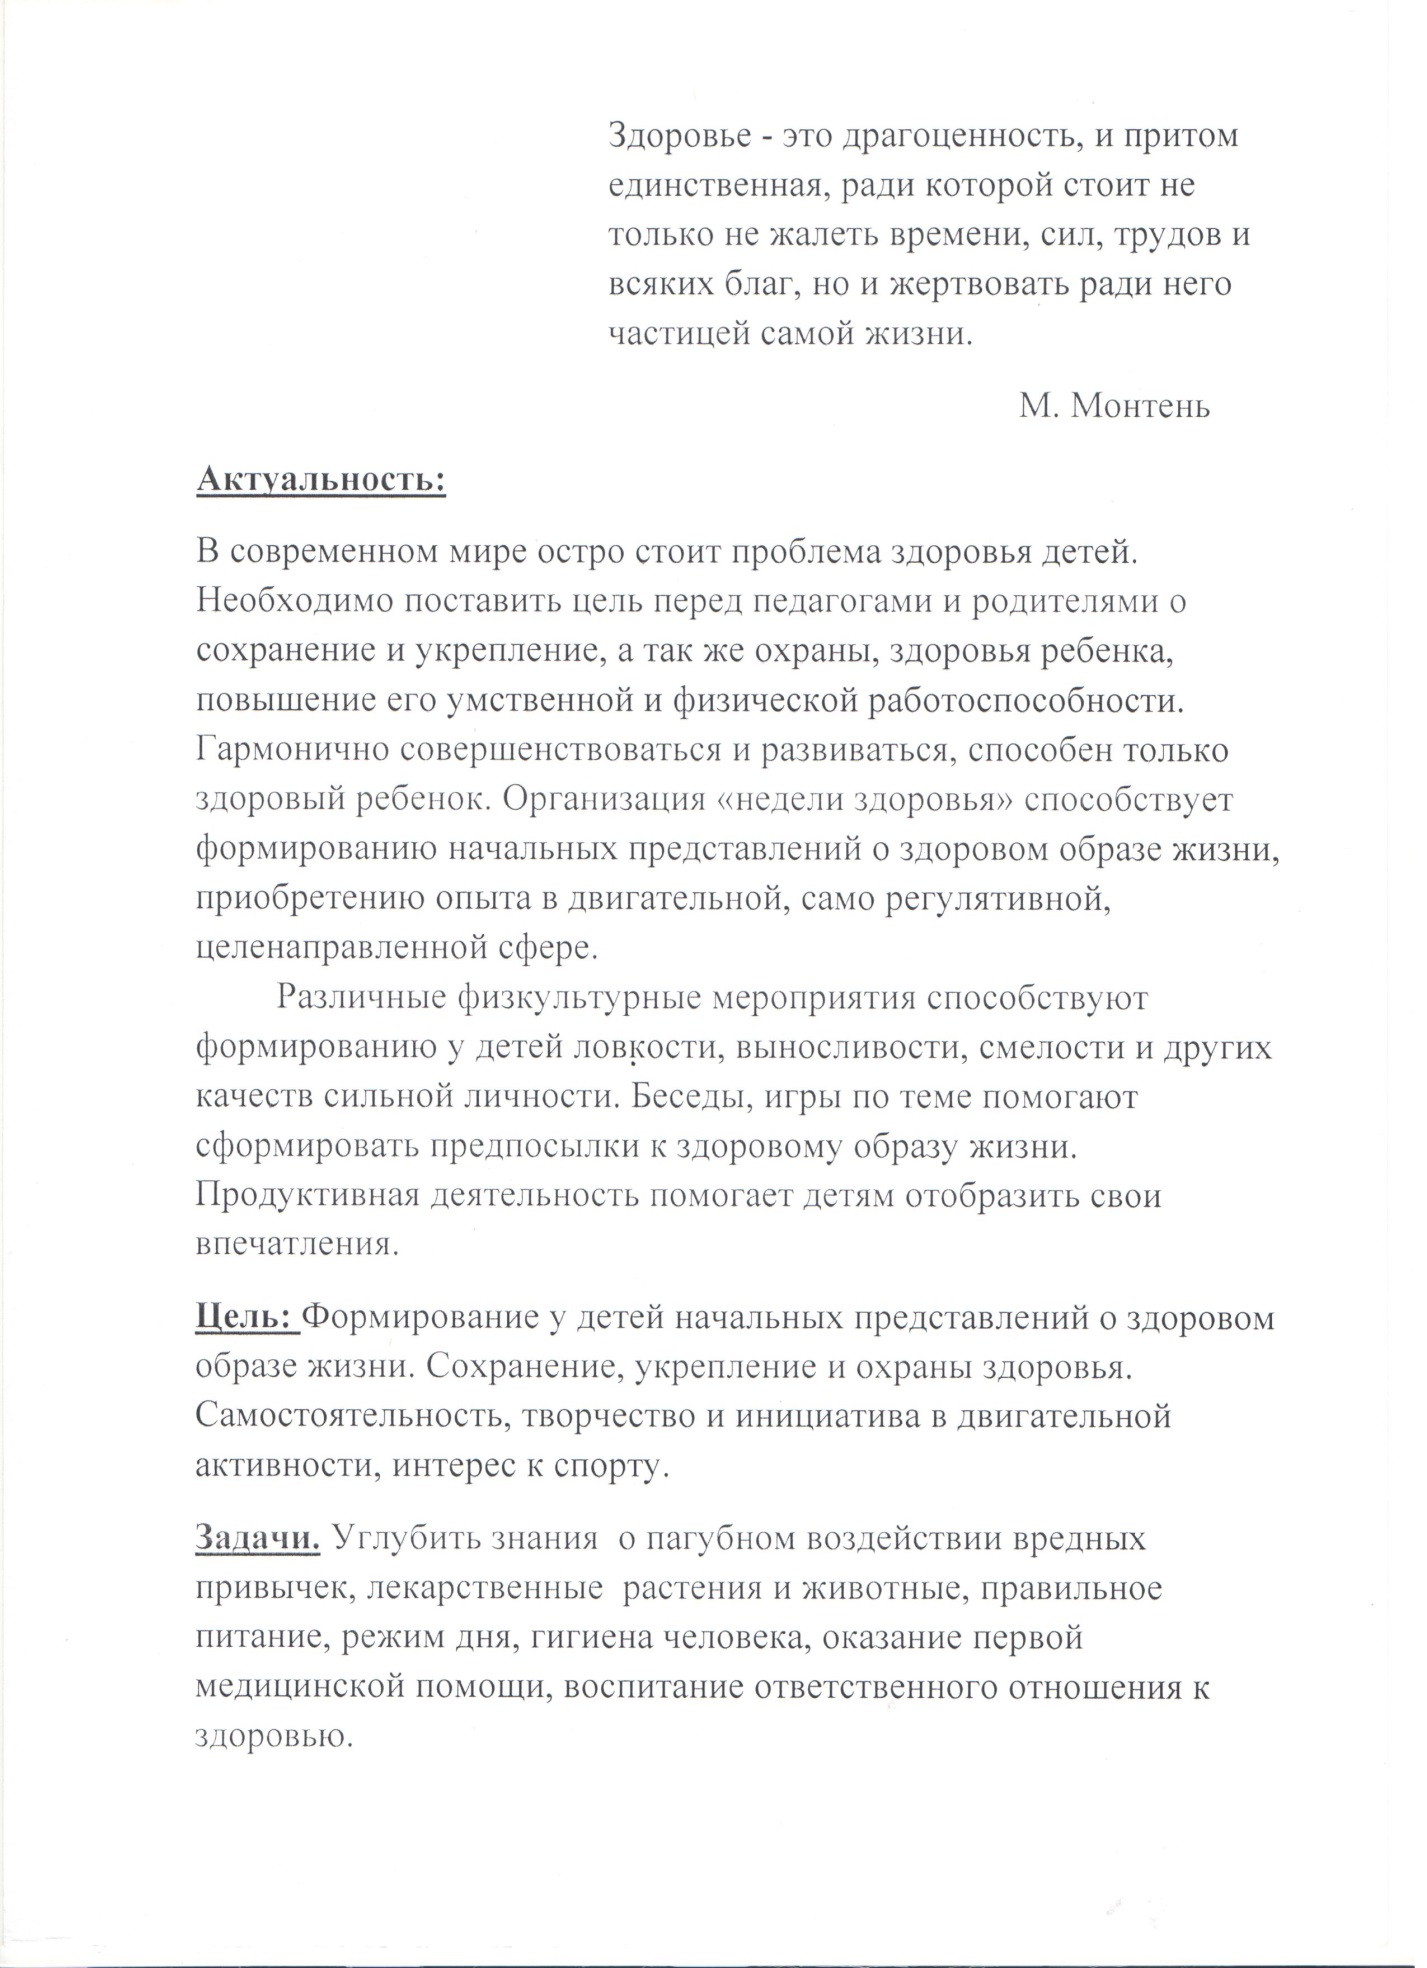 Здоровье - это драгоценность, и притом
единственная, ради которой стоит не
только не жалеть времени, сил, трудов и
всяких благ, но и жертвовать ради него
частицей самой жизни.
М. Монтень
Актуальность:
В современном мире остро стоит проблема здоровья детей.
Необходимо поставить цель перед педагогами и родителями о
сохранение и укрепление, а так же охраны, здоровья ребенка,
повышение его умственной и физической работоспособности.
Гармонично совершенствоваться и развиваться, способен только
здоровый ребенок. Организация «недели здоровья» способствует
формированию начальных представлений о здоровом образе жизни,
приобретению опыта в двигательной, само регулятивной,
целенаправленной сфере.
Различные физкультурные мероприятия способствуют
формированию у детей ловкости, выносливости, смелости и других
качеств сильной личности. Беседы, игры по теме помогают
сформировать предпосылки к здоровому образу жизни.
Продуктивная деятельность помогает детям отобразить свои
впечатления.
Цель: Формирование у детей начальных представлений о здоровом
образе жизни. Сохранение, укрепление и охраны здоровья.
Самостоятельность, творчество и инициатива в двигательной
активности, интерес к спорту.
Задачи. Углубить знания  о пагубном воздействии вредных
привычек, лекарственные  растения и животные, правильное
питание, режим дня, гигиена человека, оказание первой
медицинской помощи, воспитание ответственного отношения к
здоровью.